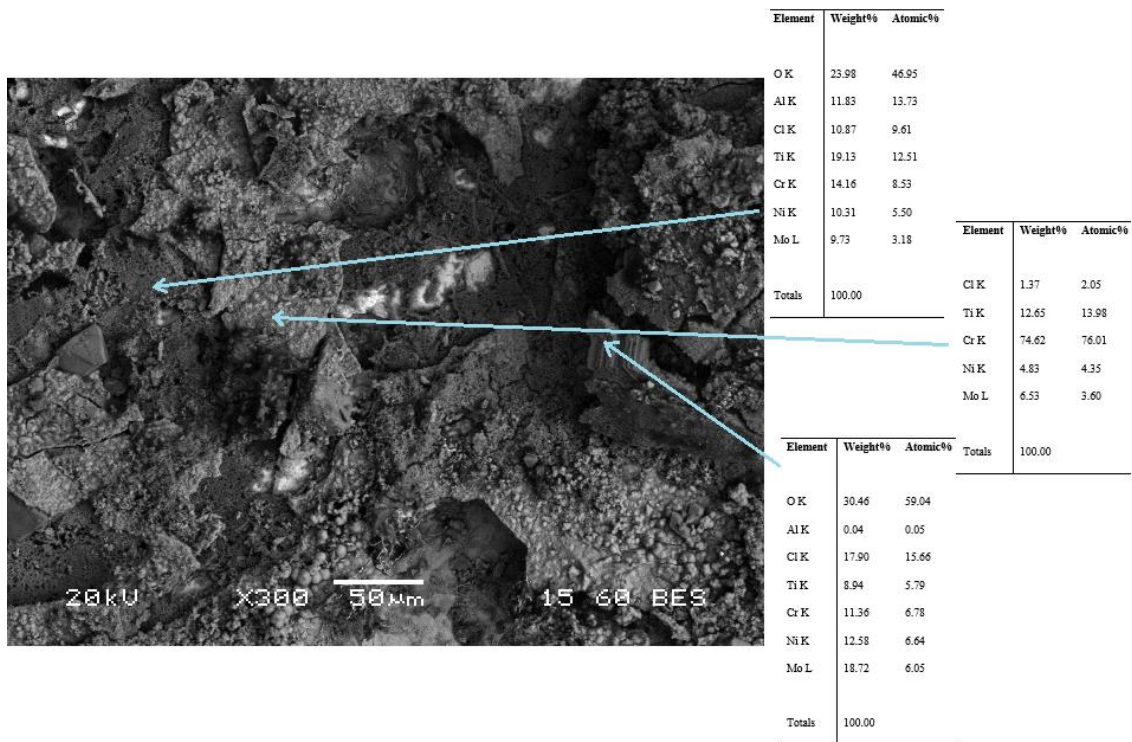 Element Weight% Atomic%
O K 23.98 46.95
Al K 11.83 13.73
Cl K 10.87 9.61
Ti K 19.13 12.51
Cr K 14.16 8.53
Ni K 10.31 5.50
Mo L 9.73 3.18
Totals 100.00
Element Weight% Atomic%
Cl K 1.37 2.05
Ti K 12.65 13.98
Cr K 74.62 76.01
Ni K 4.83 4.35
Mo L 6.53 3.60
Totals 100.00
Element Weight% Atomic%
O K 30.46 59.04
Al K 0.04 0.05
Cl K 17.90 15.66
Ti K 8.94 5.79
Cr K 11.36 6.78
Ni K 12.58 6.64
Mo L 18.72 6.05
Totals 100.00
20kV X300 50µm 15 60 BES